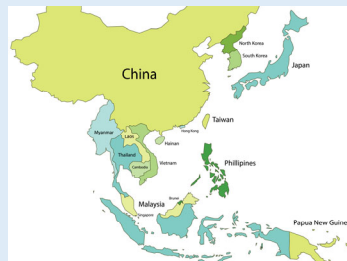 North Korea
South Korea
China
Japan
Taiwan
Hong Kong
Myanmar
Laos
Hainan
Thailand
Vietnam
Cambodia
Phillipines
Brunei
Malaysia
Singapore
Papua New Guine